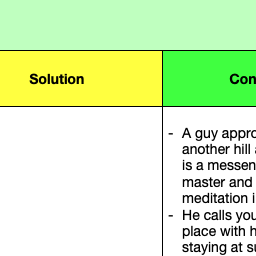 Solution
Con
- A guy appro
another hill
is a messen
master and
meditation i
- He calls you
place with h
staying at su